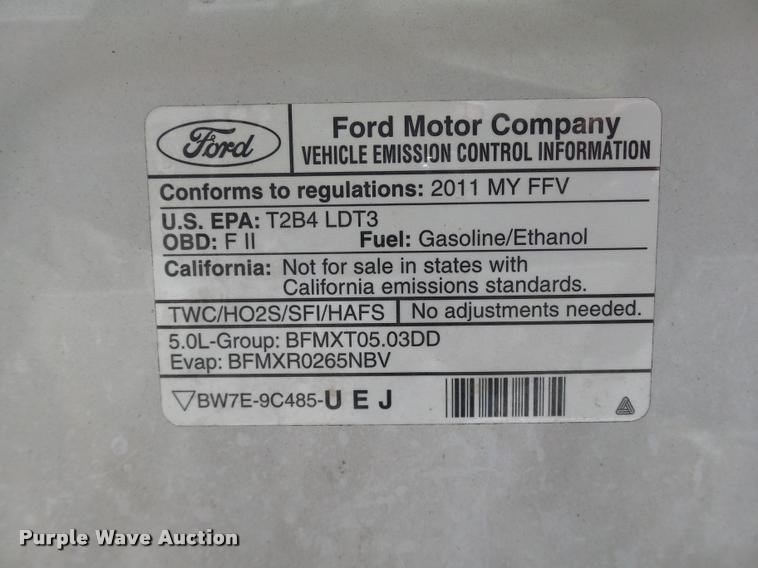 Ford
Ford Motor Company
VEHICLE EMISSION CONTROL INFORMATION
Conforms to regulations: 2011 MY FFV
U.S. EPA: T2B4 LDT3
OBD: F II Fuel: Gasoline/Ethanol
California: Not for sale in states with
California emissions standards.
TWC/HO2S/SFI/HAFS No adjustments needed.
5.0L-Group: BFMXT05.03DD
Evap: BFMXR0265NBV
BW7E-9C485-U E J
Purple Wave Auction